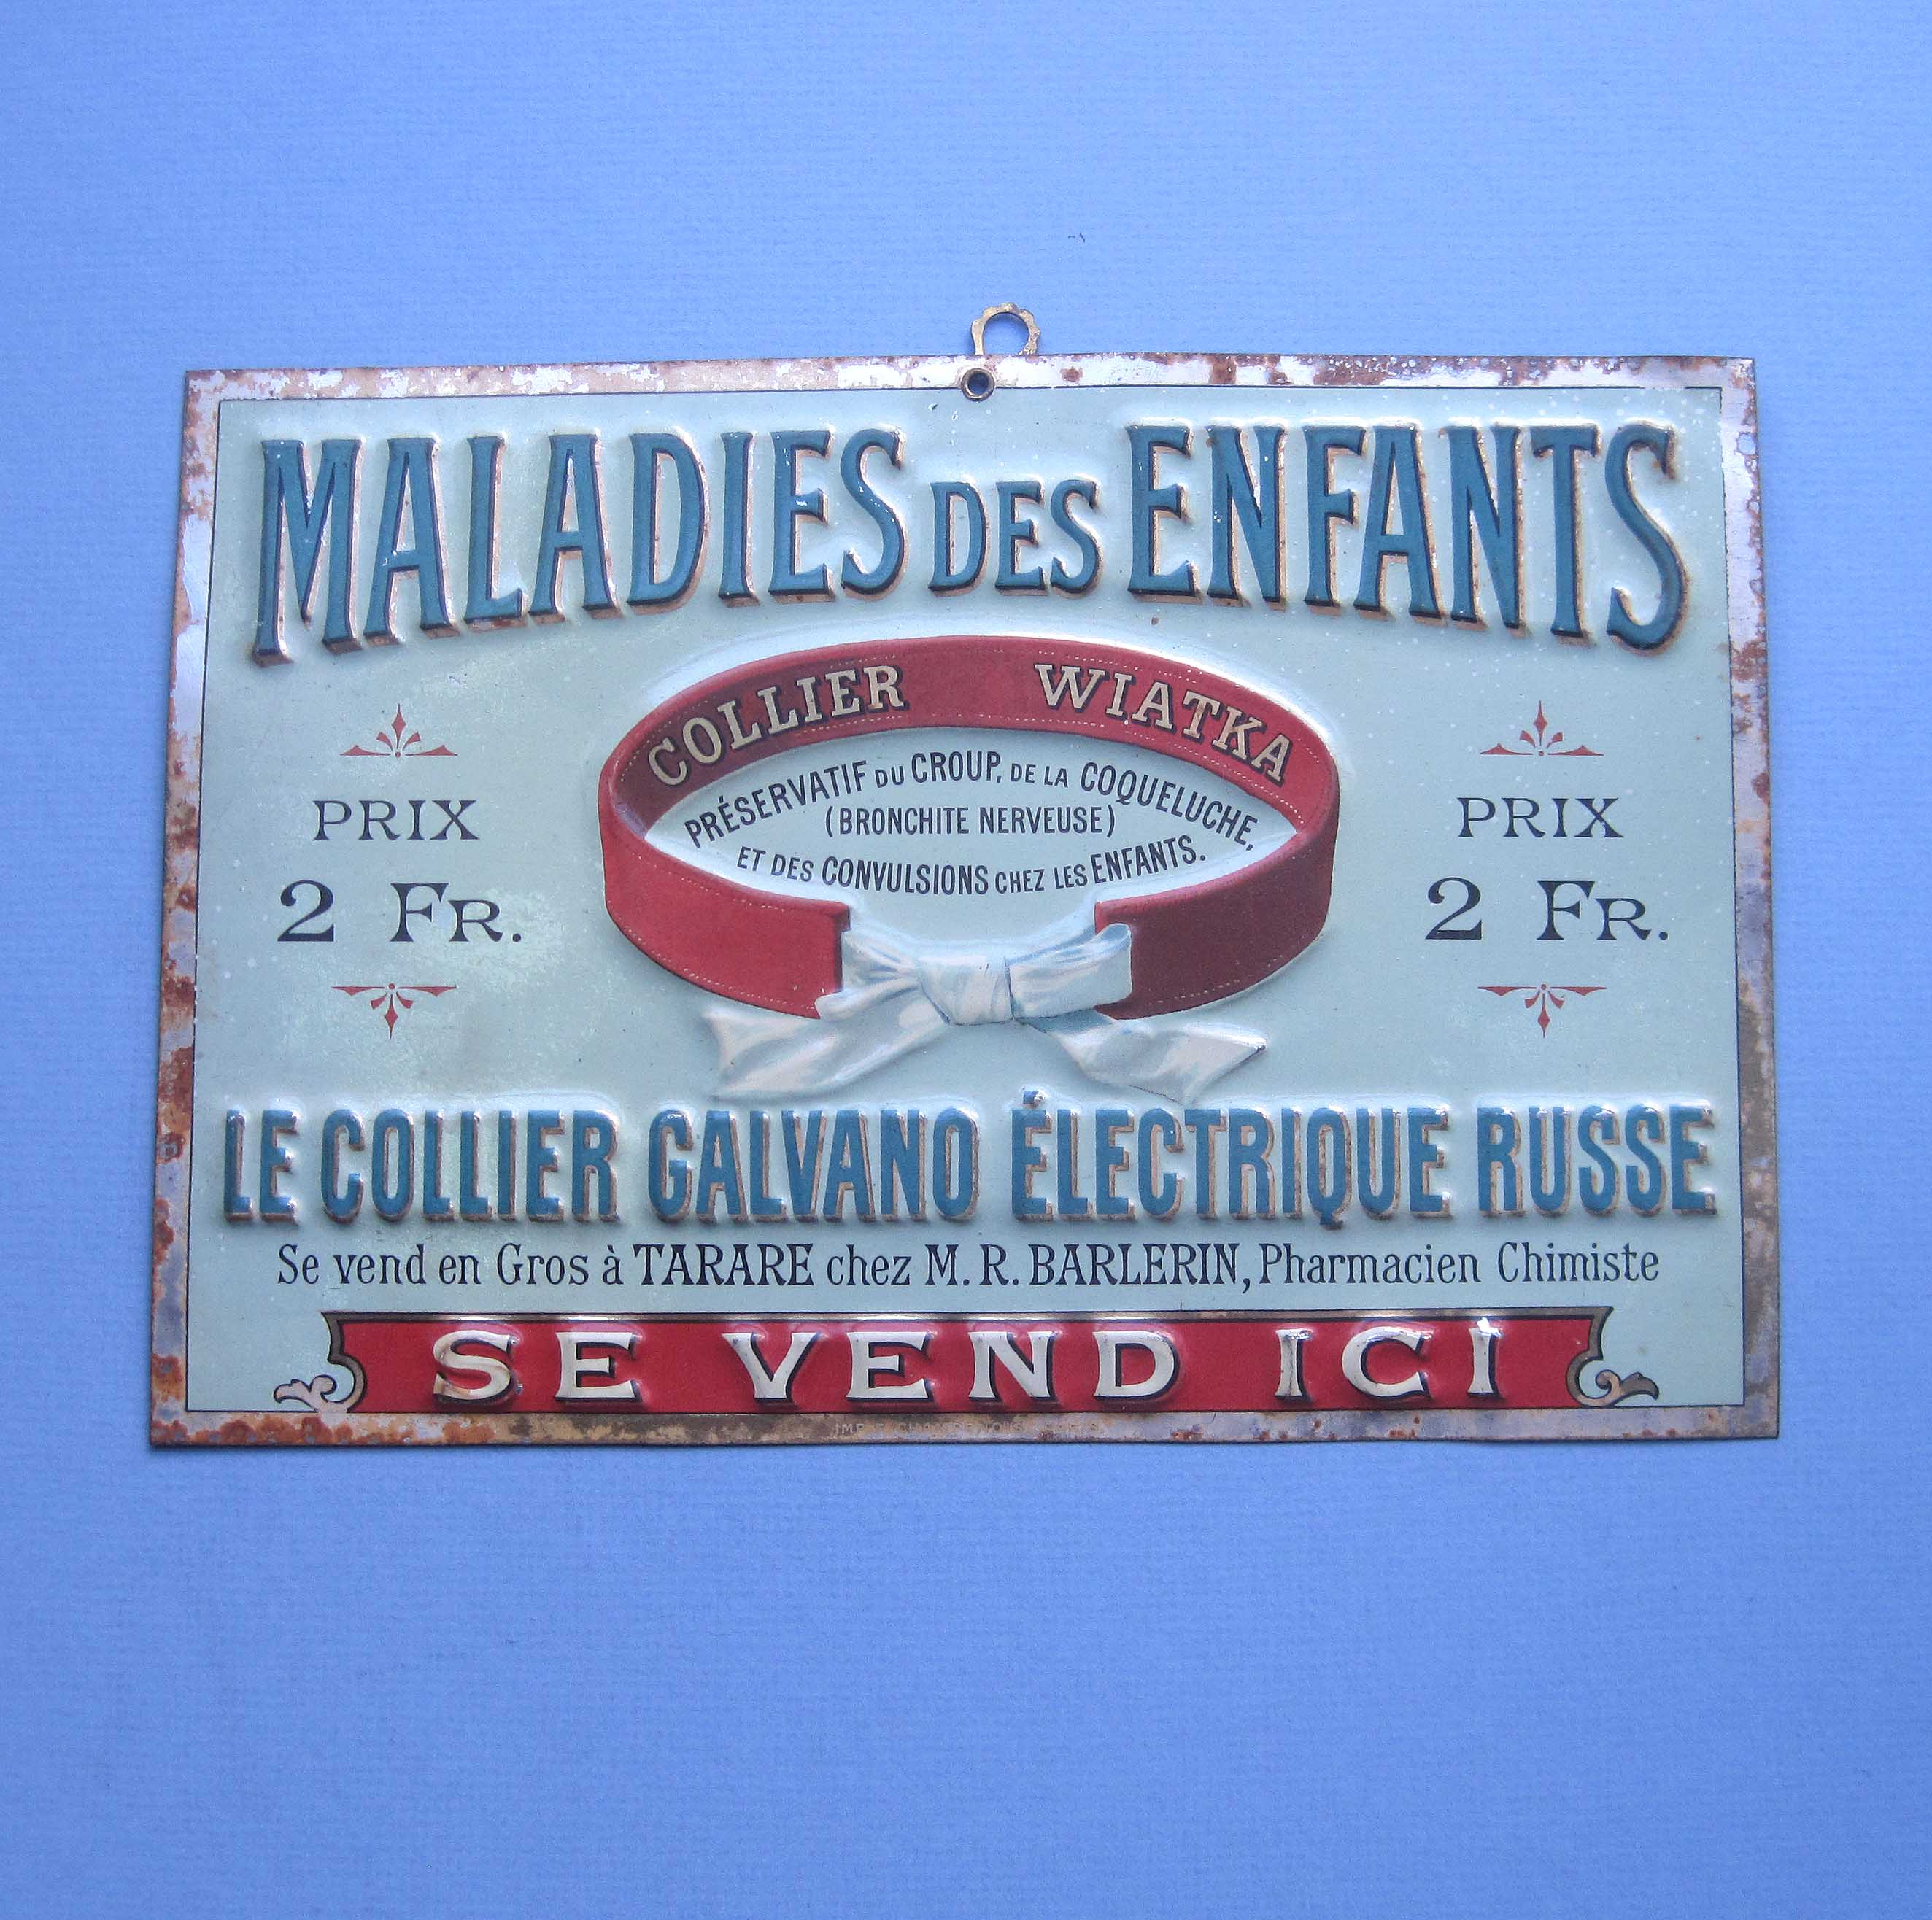 MALADIES DES ENFANTS
COLLIER WIATKA
PRÉSERVATIF DU CROUP, DE LA COQUELUCHE,
(BRONCHITE NERVEUSE)
ET DES CONVULSIONS CHEZ LES ENFANTS.
PRIX
2 FR.
PRIX
2 FR.
LE COLLIER GALVANO ÉLECTRIQUE RUSSE
Se vend en Gros à TARARE chez M. R. BARLERIN, Pharmacien Chimiste
SE VEND ICI